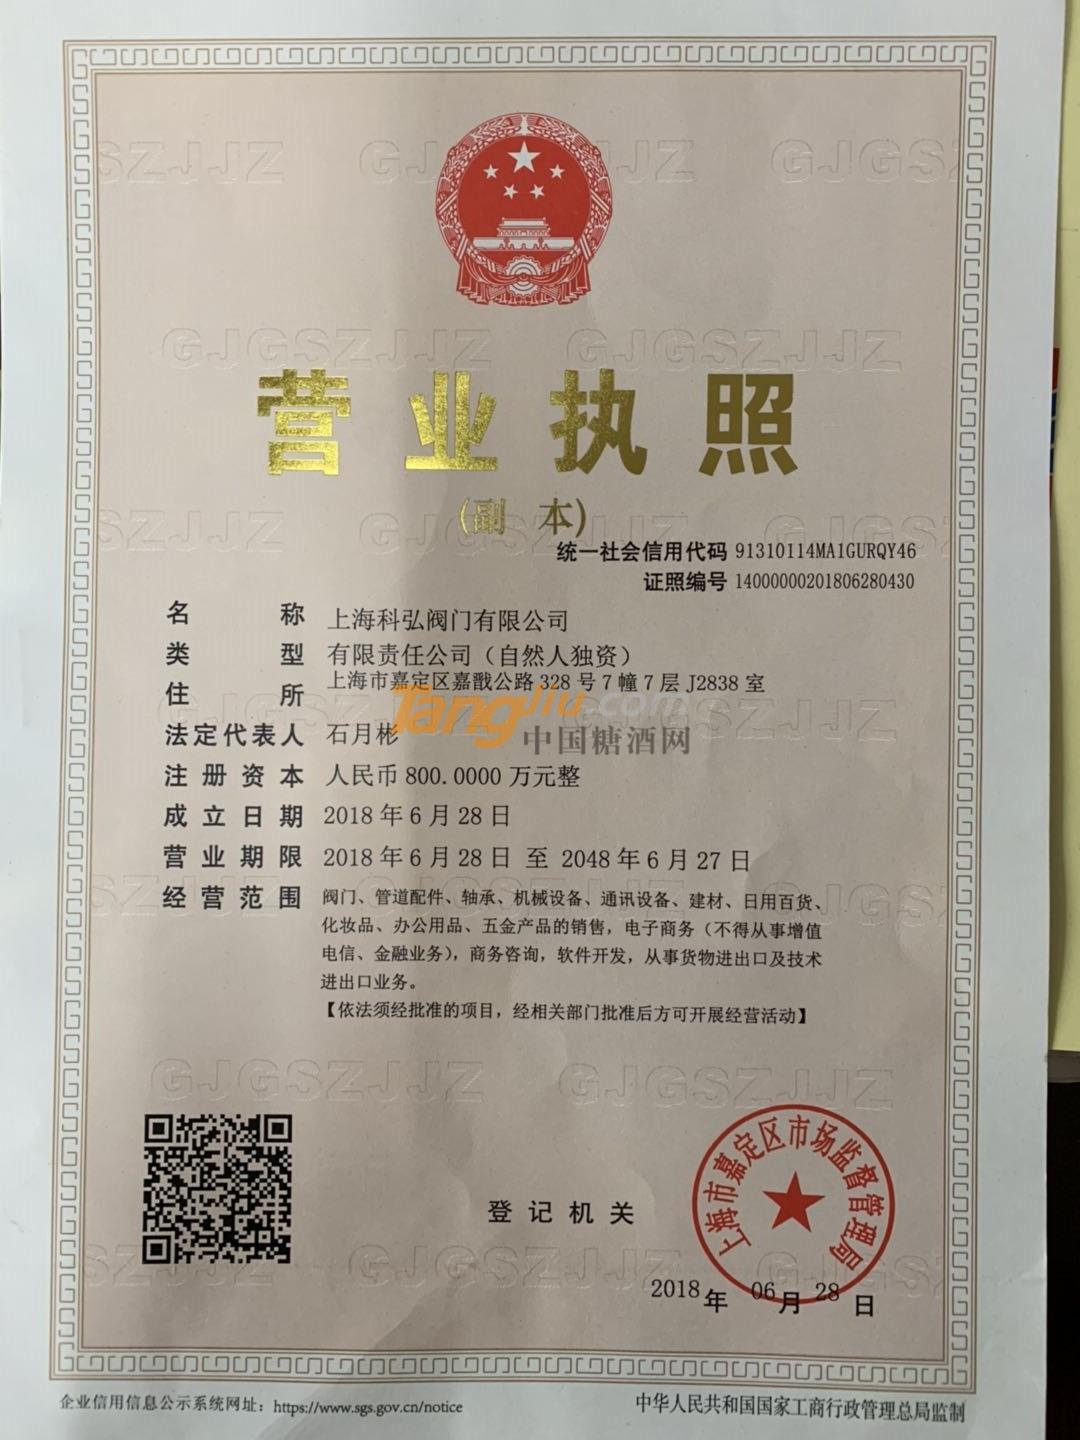 营业执照
(副 本)
统一社会信用代码 91310114MA1GURQY46
证照编号 14000000201806280430
名 称 上海科弘阀门有限公司
类 型 有限责任公司（自然人独资）
住 所 上海市嘉定区嘉戬公路328号7幢7层J2838室
TangJiu.com
中国糖酒网
法定代表人 石月彬
注册资本 人民币800.0000万元整
成立日期 2018年6月28日
营业期限 2018年6月28日 至 2048年6月27日
经营范围 阀门、管道配件、轴承、机械设备、通讯设备、建材、日用百货、
化妆品、办公用品、五金产品的销售，电子商务（不得从事增值
电信、金融业务），商务咨询，软件开发，从事货物进出口及技术
进出口业务。
【依法须经批准的项目，经相关部门批准后方可开展经营活动】
GJGSZJJZ
登记机关
上海市嘉定区市场监督管理局
2018年 06月 28日
企业信用信息公示系统网址：https://www.sgs.gov.cn/notice
中华人民共和国国家工商行政管理总局监制